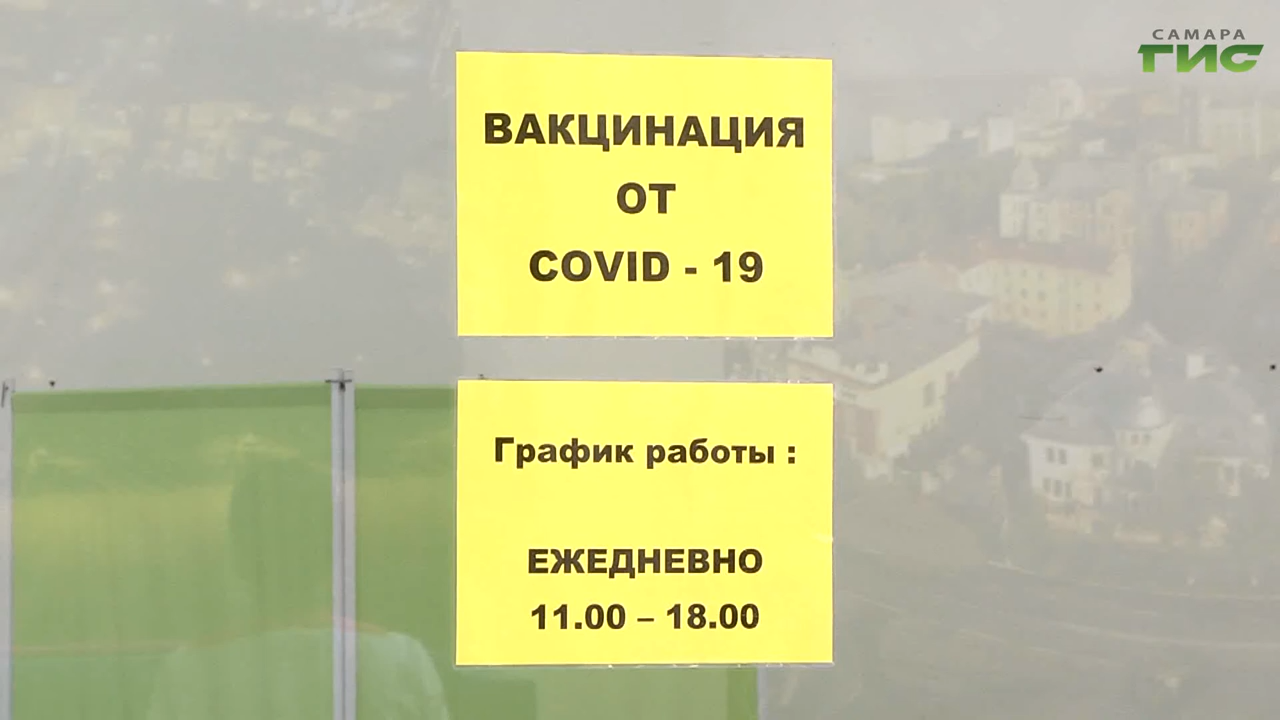 САМАРА
ГИС
ВАКЦИНАЦИЯ
ОТ
COVID - 19
График работы :
ЕЖЕДНЕВНО
11.00 – 18.00